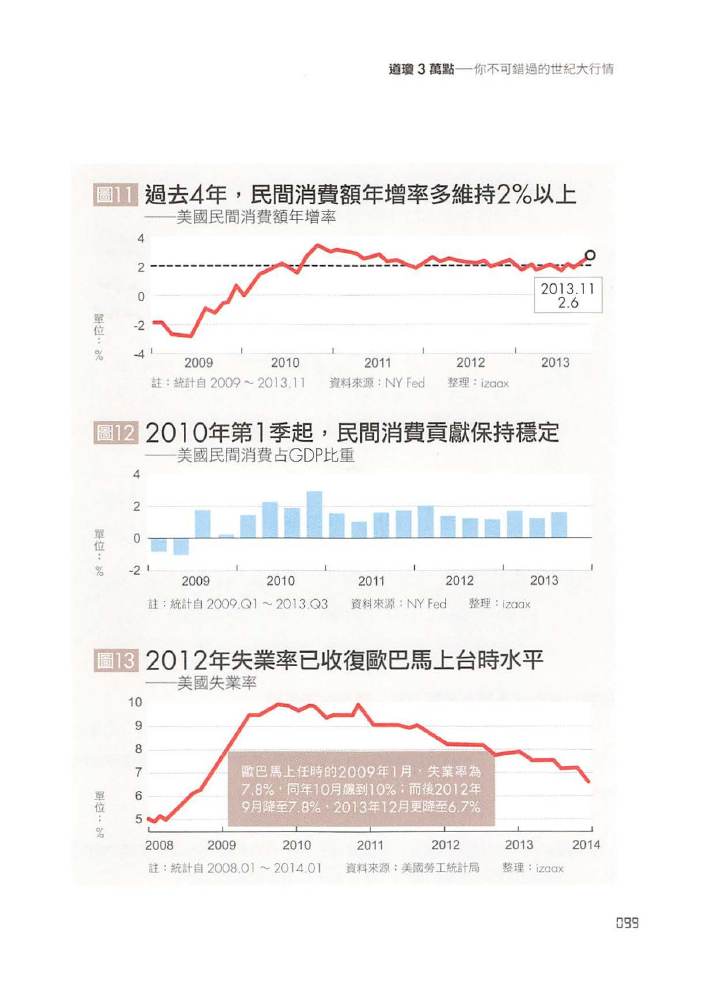 道瓊3萬點──你不可錯過的世紀大行情
圖11 過去4年，民間消費額年增率多維持2%以上
──美國民間消費額年增率
4
2
0
-2
-4
單位：%
2013.11
2.6
2009 2010 2011 2012 2013
註：統計自 2009～2013.11 資料來源：NY Fed 整理：izaax
圖12 2010年第1季起，民間消費貢獻保持穩定
──美國民間消費占GDP比重
4
2
0
-2
單位：%
2009 2010 2011 2012 2013
註：統計自 2009.Q1～2013.Q3 資料來源：NY Fed 整理：izaax
圖13 2012年失業率已收復歐巴馬上台時水平
──美國失業率
10
9
8
7
6
5
單位：%
歐巴馬上任時的2009年1月，失業率為
7.8%，同年10月飆到10%；而後2012年
9月降至7.8%，2013年12月更降至6.7%
2008 2009 2010 2011 2012 2013 2014
註：統計自 2008.01～2014.01 資料來源：美國勞工統計局 整理：izaax
099